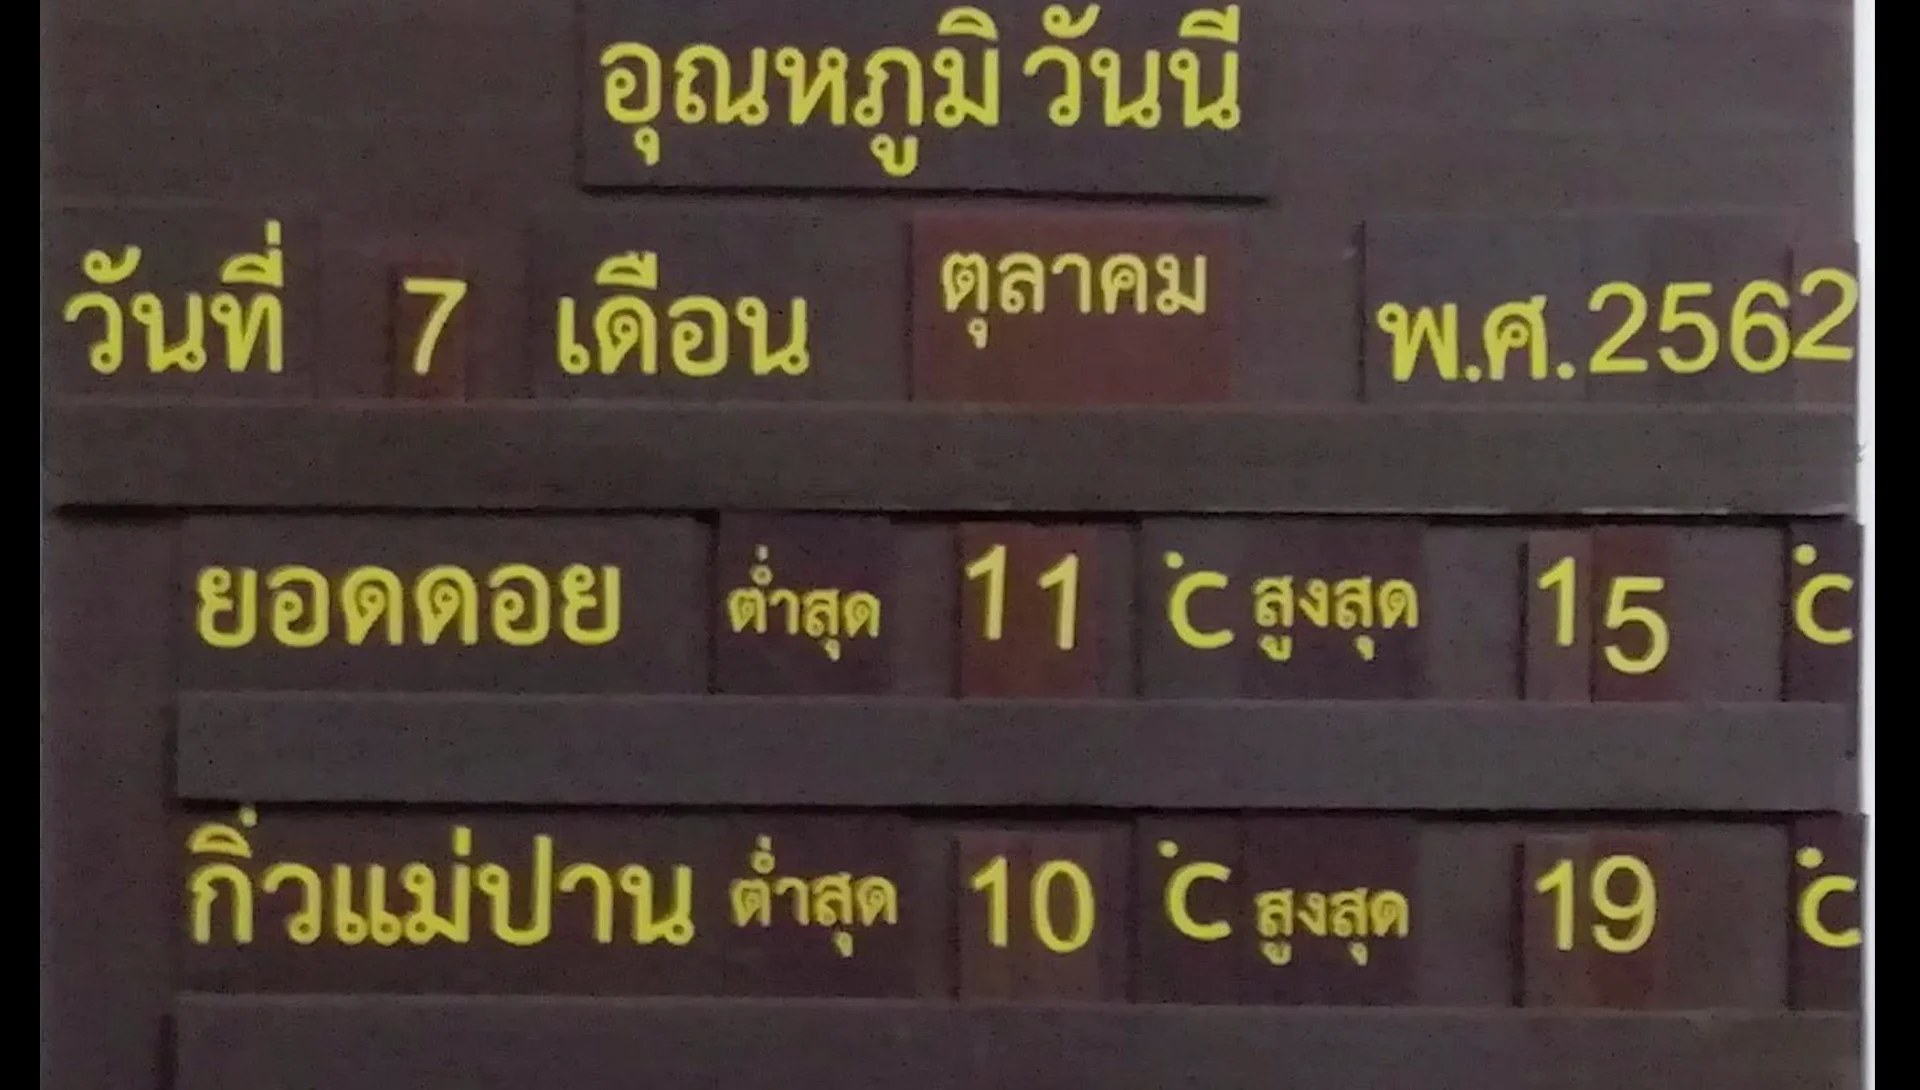 อุณหภูมิวันนี้
วันที่ 7 เดือน ตุลาคม พ.ศ.2562
ยอดดอย ต่ำสุด 11 °C สูงสุด 15 °C
กิ่วแม่ปาน ต่ำสุด 10 °C สูงสุด 19 °C